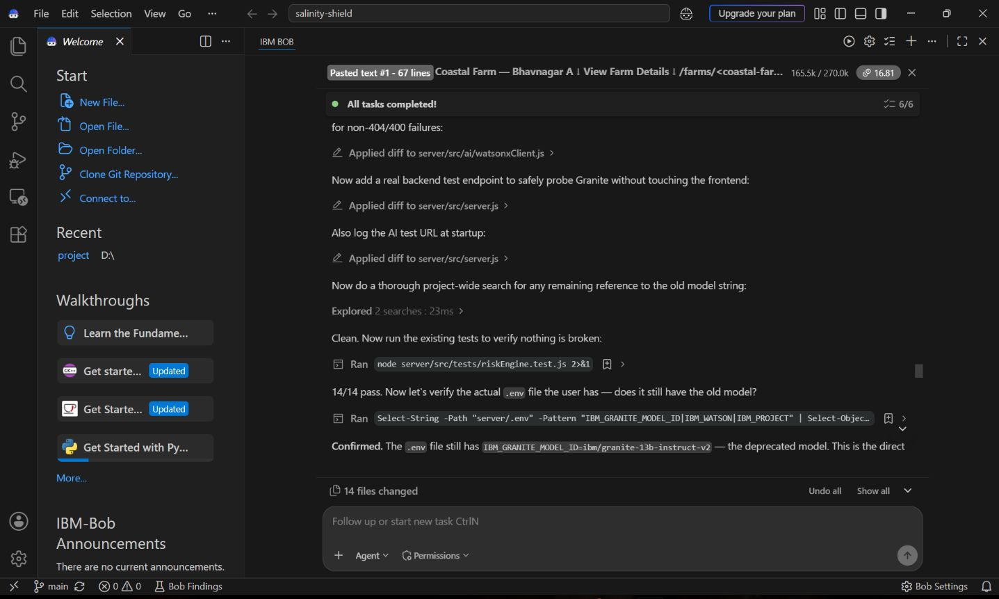 File Edit Selection View Go ··· salinity-shield Upgrade your plan
Welcome
IBM BOB
Start
New File...
Open File...
Open Folder...
Clone Git Repository...
Connect to...
Recent
project D:\
Walkthroughs
Learn the Fundame...
Get starte... Updated
Get Starte... Updated
Get Started with Py...
More...
IBM-Bob
Announcements
There are no current announcements.
Pasted text #1 - 67 lines Coastal Farm — Bhavnagar A ↓ View Farm Details ↓ /farms/<coastal-far... 165.5k / 270.0k 16.81
All tasks completed! 6/6
for non-404/400 failures:
Applied diff to server/src/ai/watsonxClient.js >
Now add a real backend test endpoint to safely probe Granite without touching the frontend:
Applied diff to server/src/server.js >
Also log the AI test URL at startup:
Applied diff to server/src/server.js >
Now do a thorough project-wide search for any remaining reference to the old model string:
Explored 2 searches : 23ms >
Clean. Now run the existing tests to verify nothing is broken:
Ran node server/src/tests/riskEngine.test.js 2>&1 >
14/14 pass. Now let's verify the actual .env file the user has — does it still have the old model?
Ran Select-String -Path "server/.env" -Pattern "IBM_GRANITE_MODEL_ID|IBM_WATSON|IBM_PROJECT" | Select-Objec... >
Confirmed. The .env file still has IBM_GRANITE_MODEL_ID=ibm/granite-13b-instruct-v2 — the deprecated model. This is the direct
14 files changed Undo all Show all
Follow up or start new task CtrlN
Agent Permissions
main 0 0 Bob Findings Bob Settings